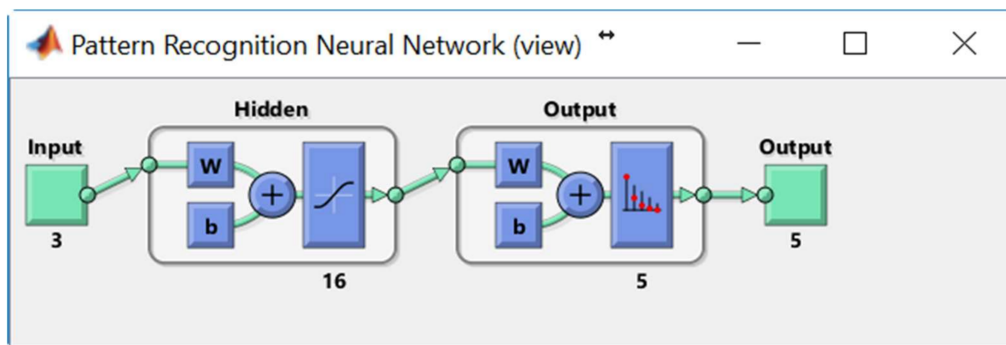 Pattern Recognition Neural Network (view)
Hidden
Output
Input
Output
W
W
b
b
3
5
16
5